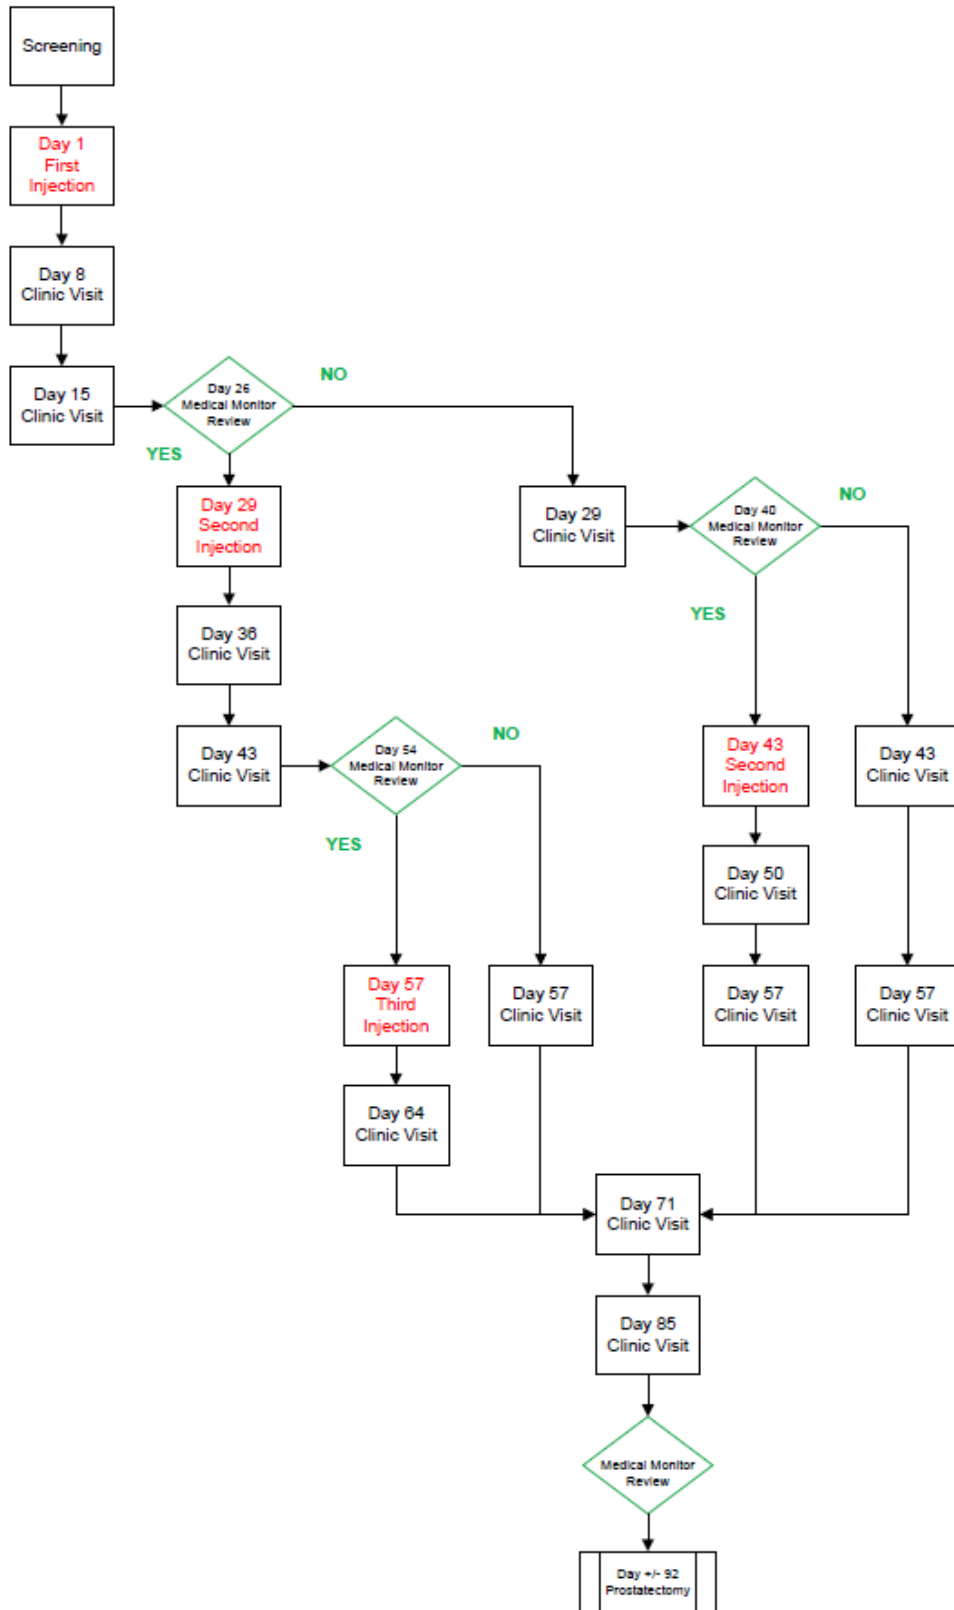 Screening
Day 1
First
Injection
Day 8
Clinic Visit
Day 15
Clinic Visit
Day 26
Medical Monitor
Review
NO
YES
Day 29
Second
Injection
Day 29
Clinic Visit
Day 40
Medical Monitor
Review
NO
YES
Day 36
Clinic Visit
Day 43
Clinic Visit
Day 54
Medical Monitor
Review
NO
YES
Day 43
Second
Injection
Day 43
Clinic Visit
Day 50
Clinic Visit
Day 57
Third
Injection
Day 57
Clinic Visit
Day 57
Clinic Visit
Day 57
Clinic Visit
Day 64
Clinic Visit
Day 71
Clinic Visit
Day 85
Clinic Visit
Medical Monitor
Review
Day +/- 92
Prostatectomy